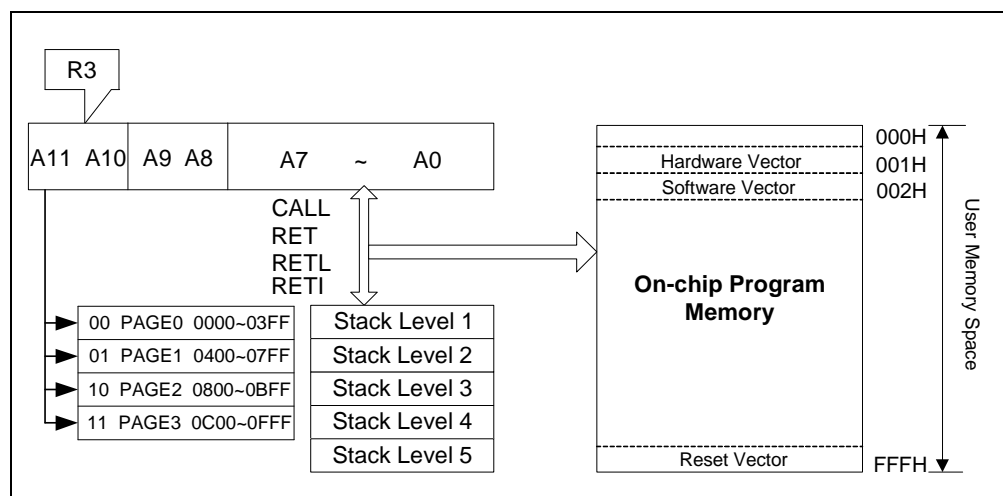 R3
A11 A10 A9 A8 A7 ~ A0
CALL
RET
RETL
RETI
00 PAGE0 0000~03FF
01 PAGE1 0400~07FF
10 PAGE2 0800~0BFF
11 PAGE3 0C00~0FFF
Stack Level 1
Stack Level 2
Stack Level 3
Stack Level 4
Stack Level 5
000H
Hardware Vector 001H
Software Vector 002H
On-chip Program
Memory
Reset Vector FFFH
User Memory Space